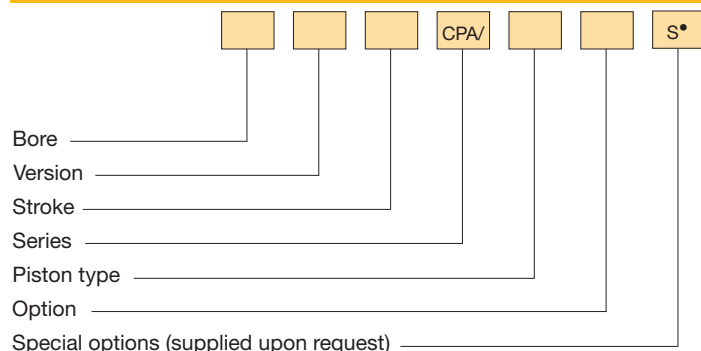 CPA/ S•
Bore
Version
Stroke
Series
Piston type
Option
Special options (supplied upon request)